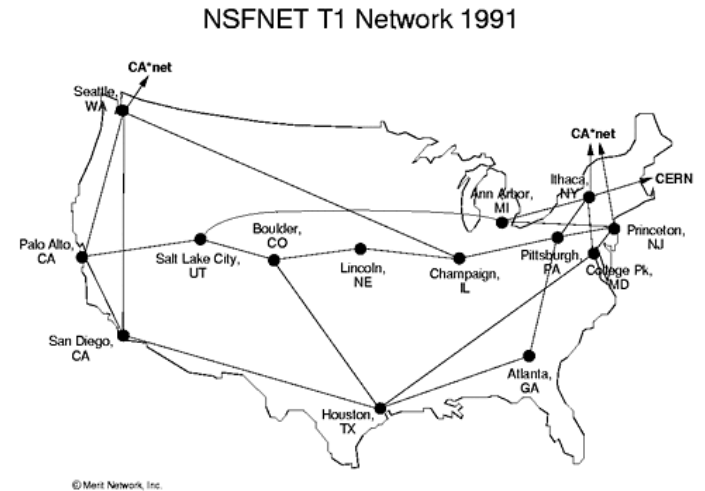 NSFNET T1 Network 1991
CA*net
Seattle,
WA
CA*net
Ithaca,
NY
CERN
Ann Arbor,
MI
Boulder,
CO
Princeton,
NJ
Palo Alto,
CA
Salt Lake City,
UT
Lincoln,
NE
Champaign,
IL
Pittsburgh,
PA
College Pk,
MD
San Diego,
CA
Atlanta,
GA
Houston,
TX
© Merit Network, Inc.